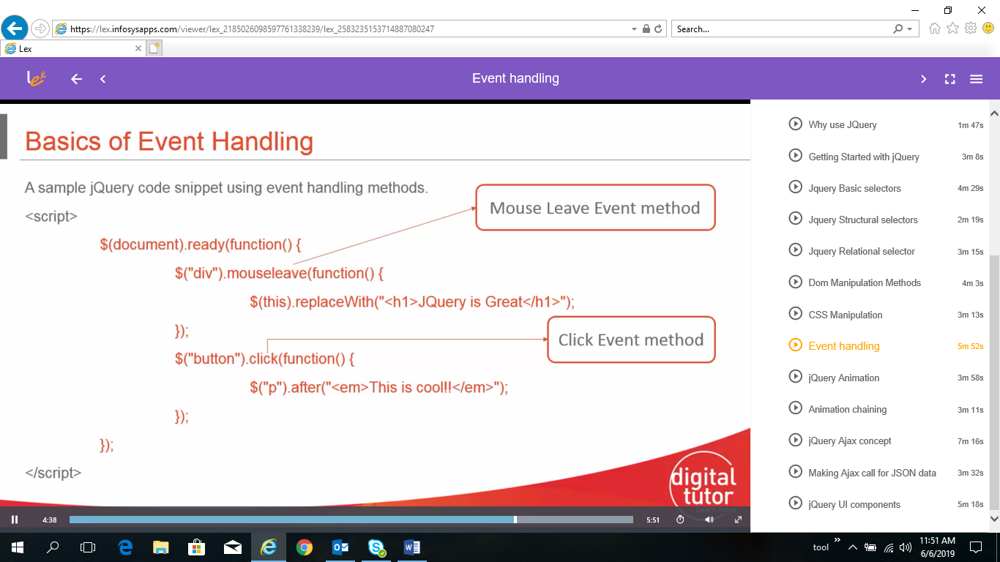 https://lex.infosysapps.com/viewer/lex_2185026098597761338239/lex_2583235153714887080247
Search...
Lex
lex
Event handling
Basics of Event Handling
A sample jQuery code snippet using event handling methods.
Mouse Leave Event method
<script>
$(document).ready(function() {
$("div").mouseleave(function() {
$(this).replaceWith("<h1>JQuery is Great</h1>");
});
Click Event method
$("button").click(function() {
$("p").after("<em>This is cool!!</em>");
});
});
</script>
digital
tutor
Learn more
4:38
5:51
Why use JQuery 1m 47s
Getting Started with jQuery 3m 8s
Jquery Basic selectors 4m 29s
Jquery Structural selectors 2m 19s
Jquery Relational selector 3m 15s
Dom Manipulation Methods 4m 3s
CSS Manipulation 3m 13s
Event handling 5m 52s
jQuery Animation 3m 58s
Animation chaining 3m 11s
jQuery Ajax concept 7m 16s
Making Ajax call for JSON data 3m 32s
jQuery UI components 5m 18s
tool
11:51 AM
6/6/2019